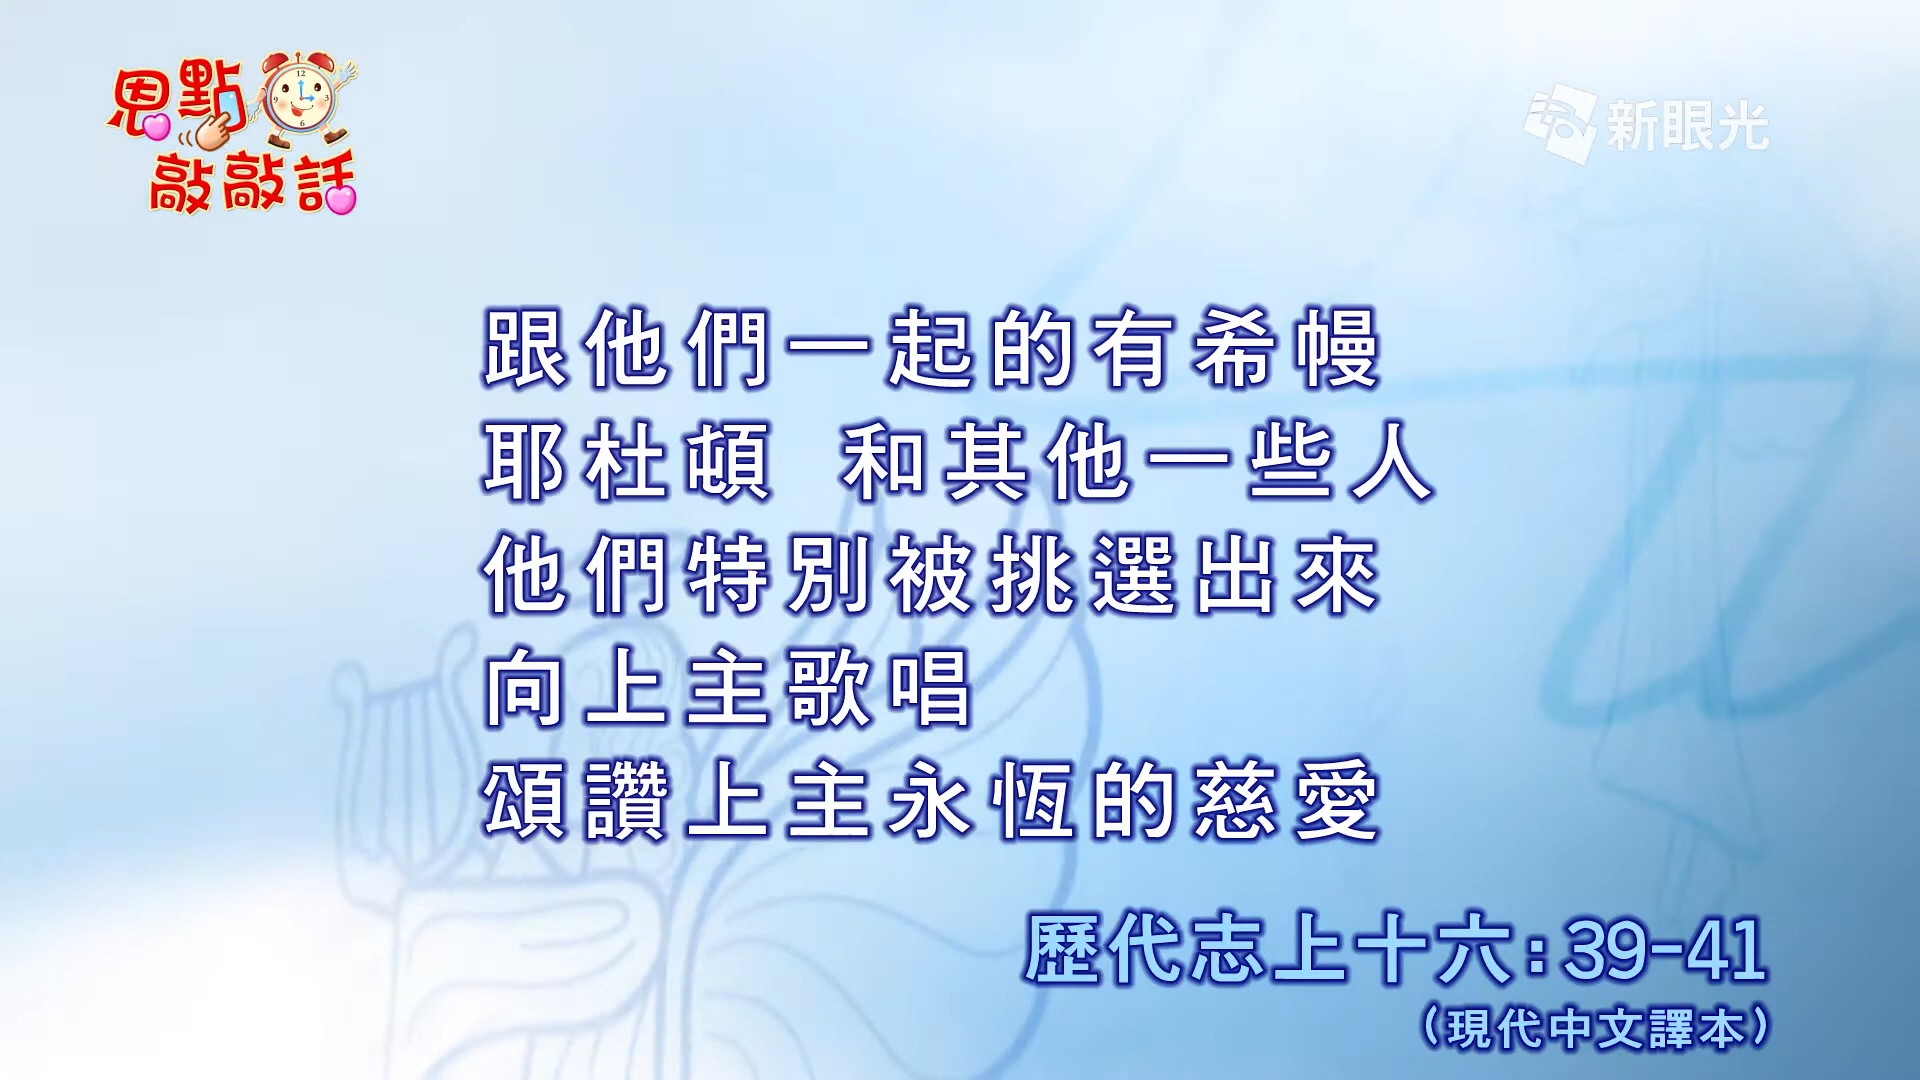 恩點
敲敲話
新眼光
跟他們一起的有希幔
耶杜頓 和其他一些人
他們特別被挑選出來
向上主歌唱
頌讚上主永恆的慈愛
歷代志上十六:39-41
(現代中文譯本)